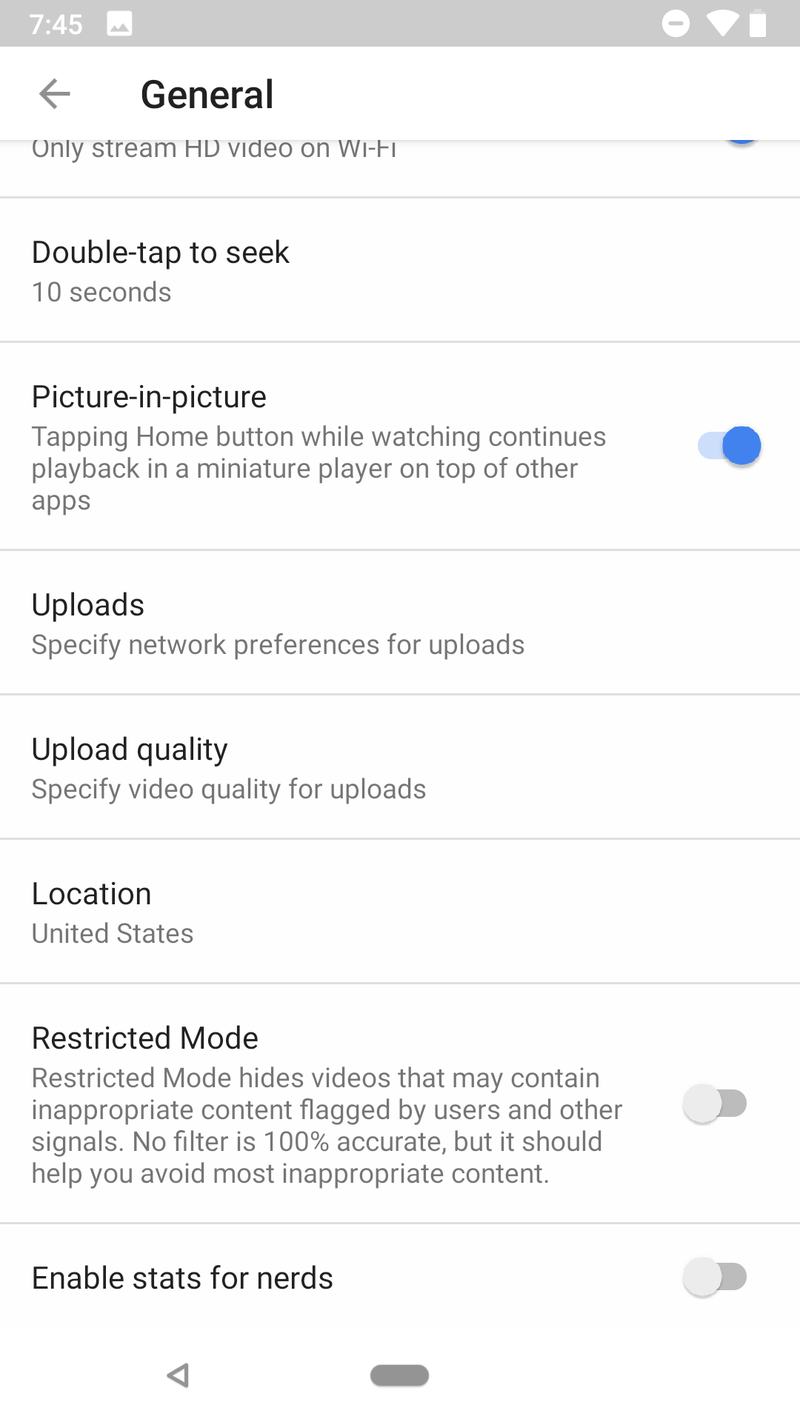 7:45
General
Only stream HD video on Wi-Fi
Double-tap to seek
10 seconds
Picture-in-picture
Tapping Home button while watching continues
playback in a miniature player on top of other
apps
Uploads
Specify network preferences for uploads
Upload quality
Specify video quality for uploads
Location
United States
Restricted Mode
Restricted Mode hides videos that may contain
inappropriate content flagged by users and other
signals. No filter is 100% accurate, but it should
help you avoid most inappropriate content.
Enable stats for nerds